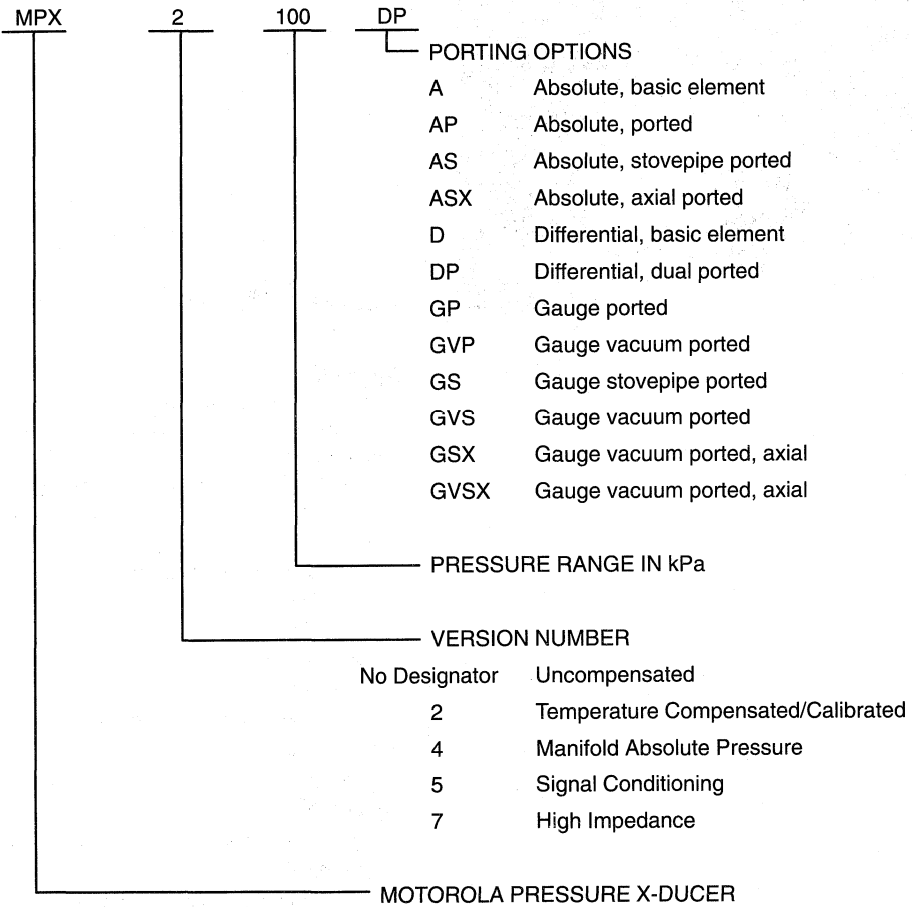 MPX 2 100 DP
PORTING OPTIONS
A Absolute, basic element
AP Absolute, ported
AS Absolute, stovepipe ported
ASX Absolute, axial ported
D Differential, basic element
DP Differential, dual ported
GP Gauge ported
GVP Gauge vacuum ported
GS Gauge stovepipe ported
GVS Gauge vacuum ported
GSX Gauge vacuum ported, axial
GVSX Gauge vacuum ported, axial
PRESSURE RANGE IN kPa
VERSION NUMBER
No Designator Uncompensated
2 Temperature Compensated/Calibrated
4 Manifold Absolute Pressure
5 Signal Conditioning
7 High Impedance
MOTOROLA PRESSURE X-DUCER